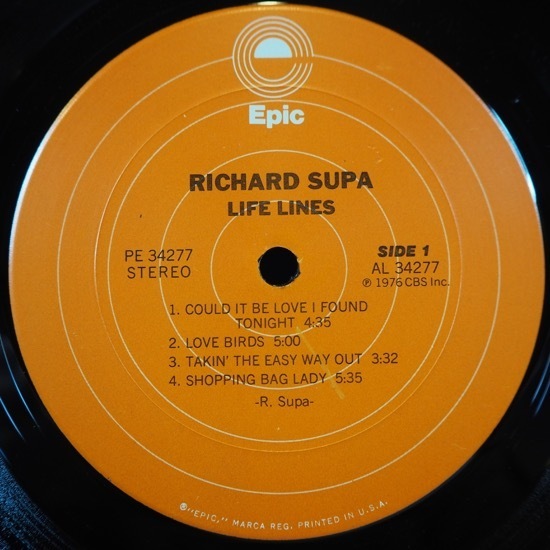 Epic
RICHARD SUPA
LIFE LINES
PE 34277
STEREO
SIDE 1
AL 34277
℗ 1976 CBS Inc.
1. COULD IT BE LOVE I FOUND
TONIGHT 4:35
2. LOVE BIRDS 5:00
3. TAKIN' THE EASY WAY OUT 3:32
4. SHOPPING BAG LADY 5:35
-R. Supa-
®"EPIC," MARCA REG. PRINTED IN U.S.A.